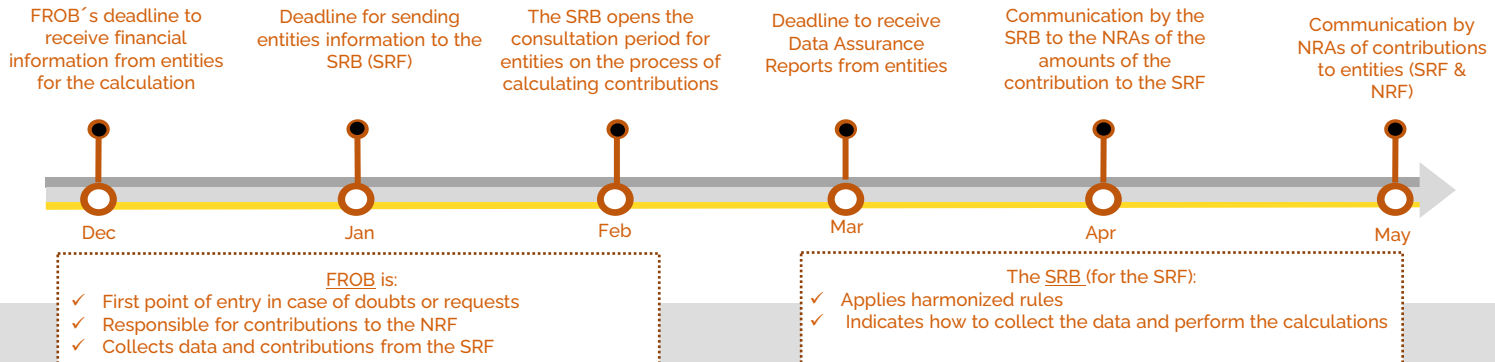 FROB´s deadline to
receive financial
information from entities
for the calculation
Deadline for sending
entities information to the
SRB (SRF)
The SRB opens the
consultation period for
entities on the process of
calculating contributions
Deadline to receive
Data Assurance
Reports from entities
Communication by the
SRB to the NRAs of the
amounts of the
contribution to the SRF
Communication by
NRAs of contributions
to entities (SRF &
NRF)
Dec
Jan
Feb
Mar
Apr
May
FROB is:
✓ First point of entry in case of doubts or requests
✓ Responsible for contributions to the NRF
✓ Collects data and contributions from the SRF
The SRB (for the SRF):
✓ Applies harmonized rules
✓ Indicates how to collect the data and perform the calculations